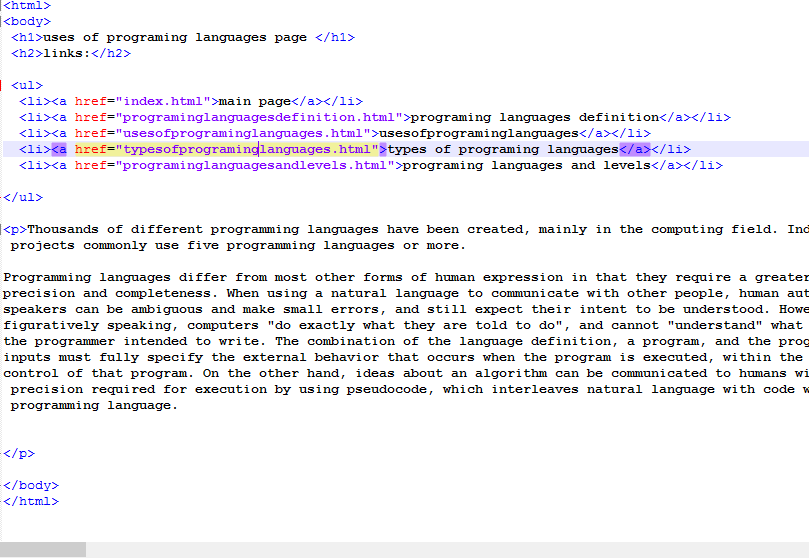 <html>
<body>
<h1>uses of programing languages page </h1>
<h2>links:</h2>
<ul>
<li><a href="index.html">main page</a></li>
<li><a href="programinglanguagesdefinition.html">programing languages definition</a></li>
<li><a href="usesofprograminglanguages.html">usesofprograminglanguages</a></li>
<li><a href="typesofprograminglanguages.html">types of programing languages</a></li>
<li><a href="programinglanguagesandlevels.html">programing languages and levels</a></li>
</ul>
<p>Thousands of different programming languages have been created, mainly in the computing field. Ind
projects commonly use five programming languages or more.
Programming languages differ from most other forms of human expression in that they require a greater
precision and completeness. When using a natural language to communicate with other people, human aut
speakers can be ambiguous and make small errors, and still expect their intent to be understood. Howe
figuratively speaking, computers "do exactly what they are told to do", and cannot "understand" what
the programmer intended to write. The combination of the language definition, a program, and the prog
inputs must fully specify the external behavior that occurs when the program is executed, within the
control of that program. On the other hand, ideas about an algorithm can be communicated to humans wi
precision required for execution by using pseudocode, which interleaves natural language with code w
programming language.
</p>
</body>
</html>